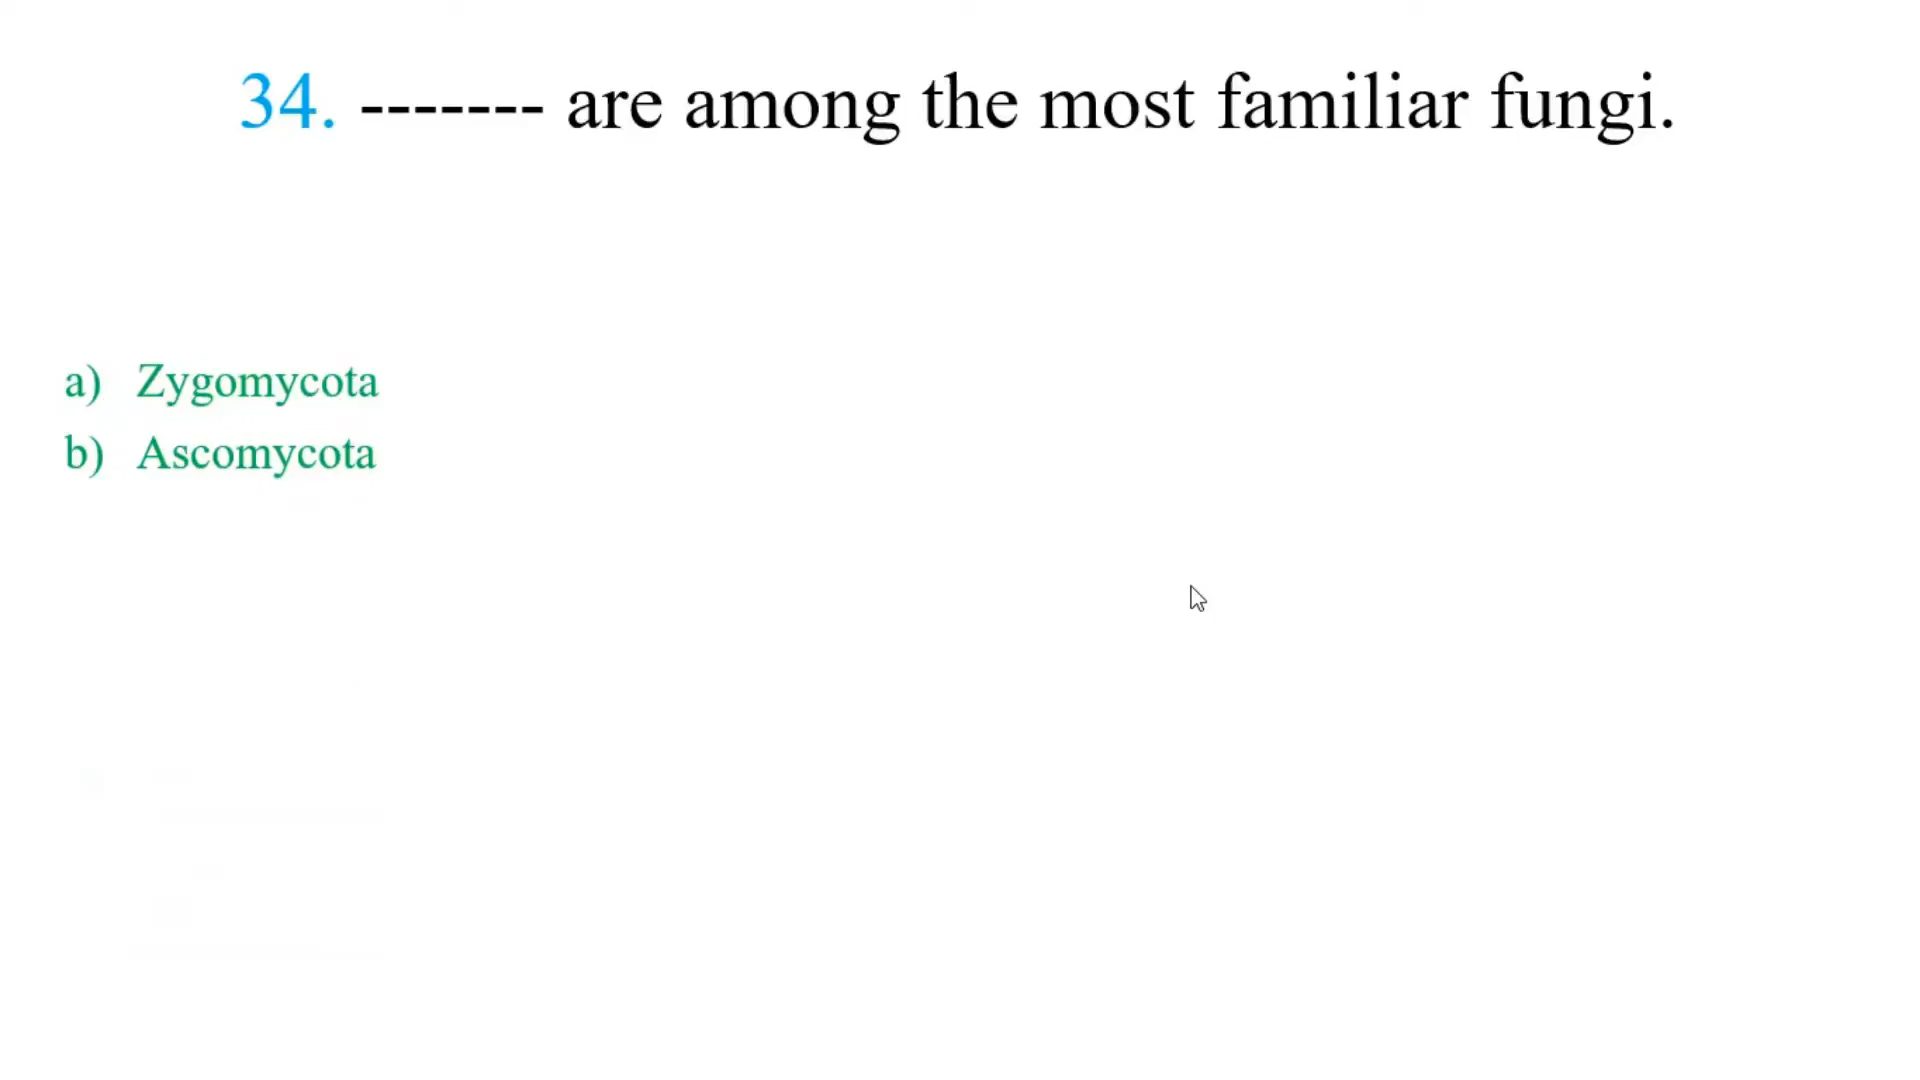 34. ------- are among the most familiar fungi.
a) Zygomycota
b) Ascomycota